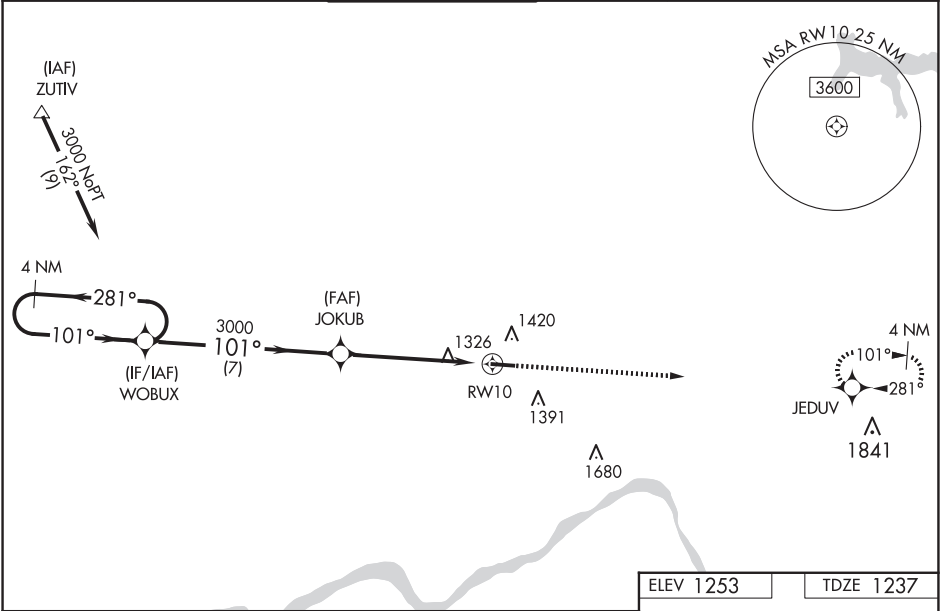 (IAF)
ZUTIV
3000 NoPT
162°
(9)
MSA RW10 25 NM
3600
4 NM
281°
101°
(IF/IAF)
WOBUX
3000
101°
(7)
(FAF)
JOKUB
1326
1420
RW10
1391
1680
4 NM
101°
281°
JEDUV
1841
ELEV 1253
TDZE 1237